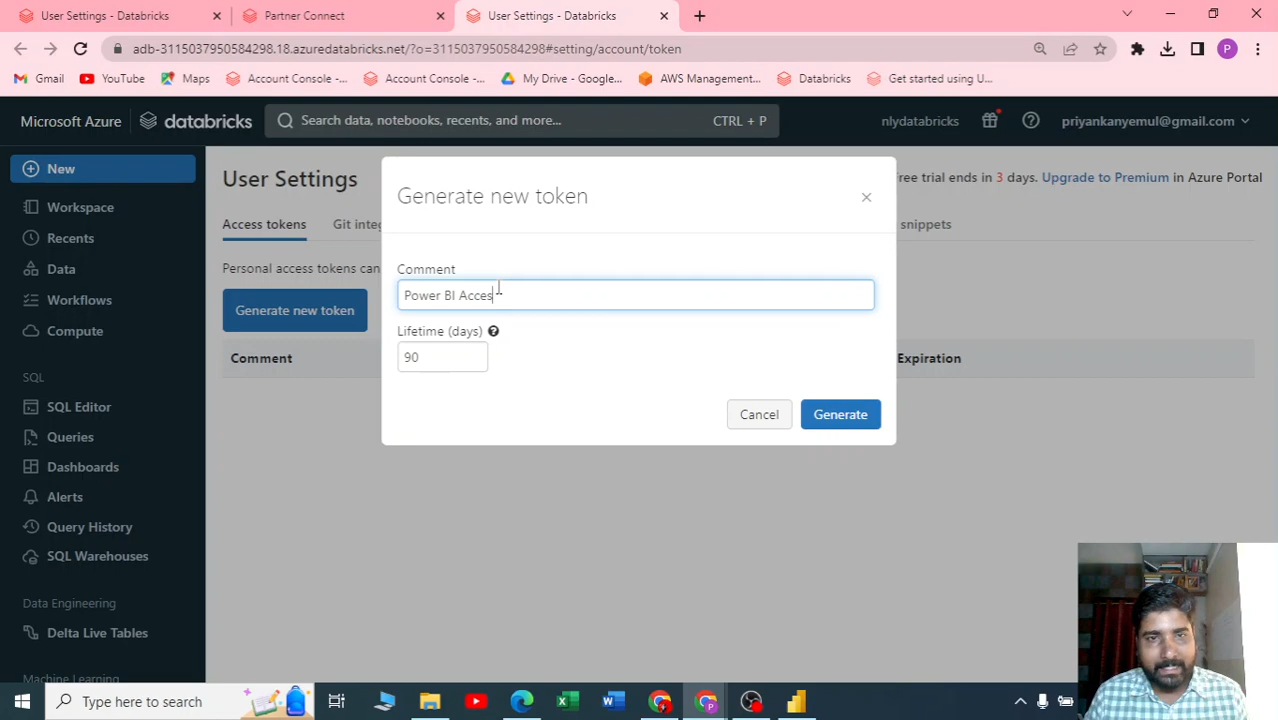 User Settings - Databricks
Partner Connect
User Settings - Databricks
adb-3115037950584298.18.azuredatabricks.net/?o=3115037950584298#setting/account/token
P
Gmail
YouTube
Maps
Account Console -...
Account Console -...
My Drive - Google...
AWS Management...
Databricks
Get started using U...
Microsoft Azure
databricks
Search data, notebooks, recents, and more...
CTRL + P
nlydatabricks
priyankanyemul@gmail.com
New
Workspace
Recents
Data
Workflows
Compute
SQL
SQL Editor
Queries
Dashboards
Alerts
Query History
SQL Warehouses
Data Engineering
Delta Live Tables
User Settings
ree trial ends in 3 days. Upgrade to Premium in Azure Portal
Access tokens
Git inte
snippets
Personal access tokens can
Generate new token
Comment
Expiration
Generate new token
Comment
Power BI Acces
Lifetime (days)
90
Cancel
Generate
Type here to search